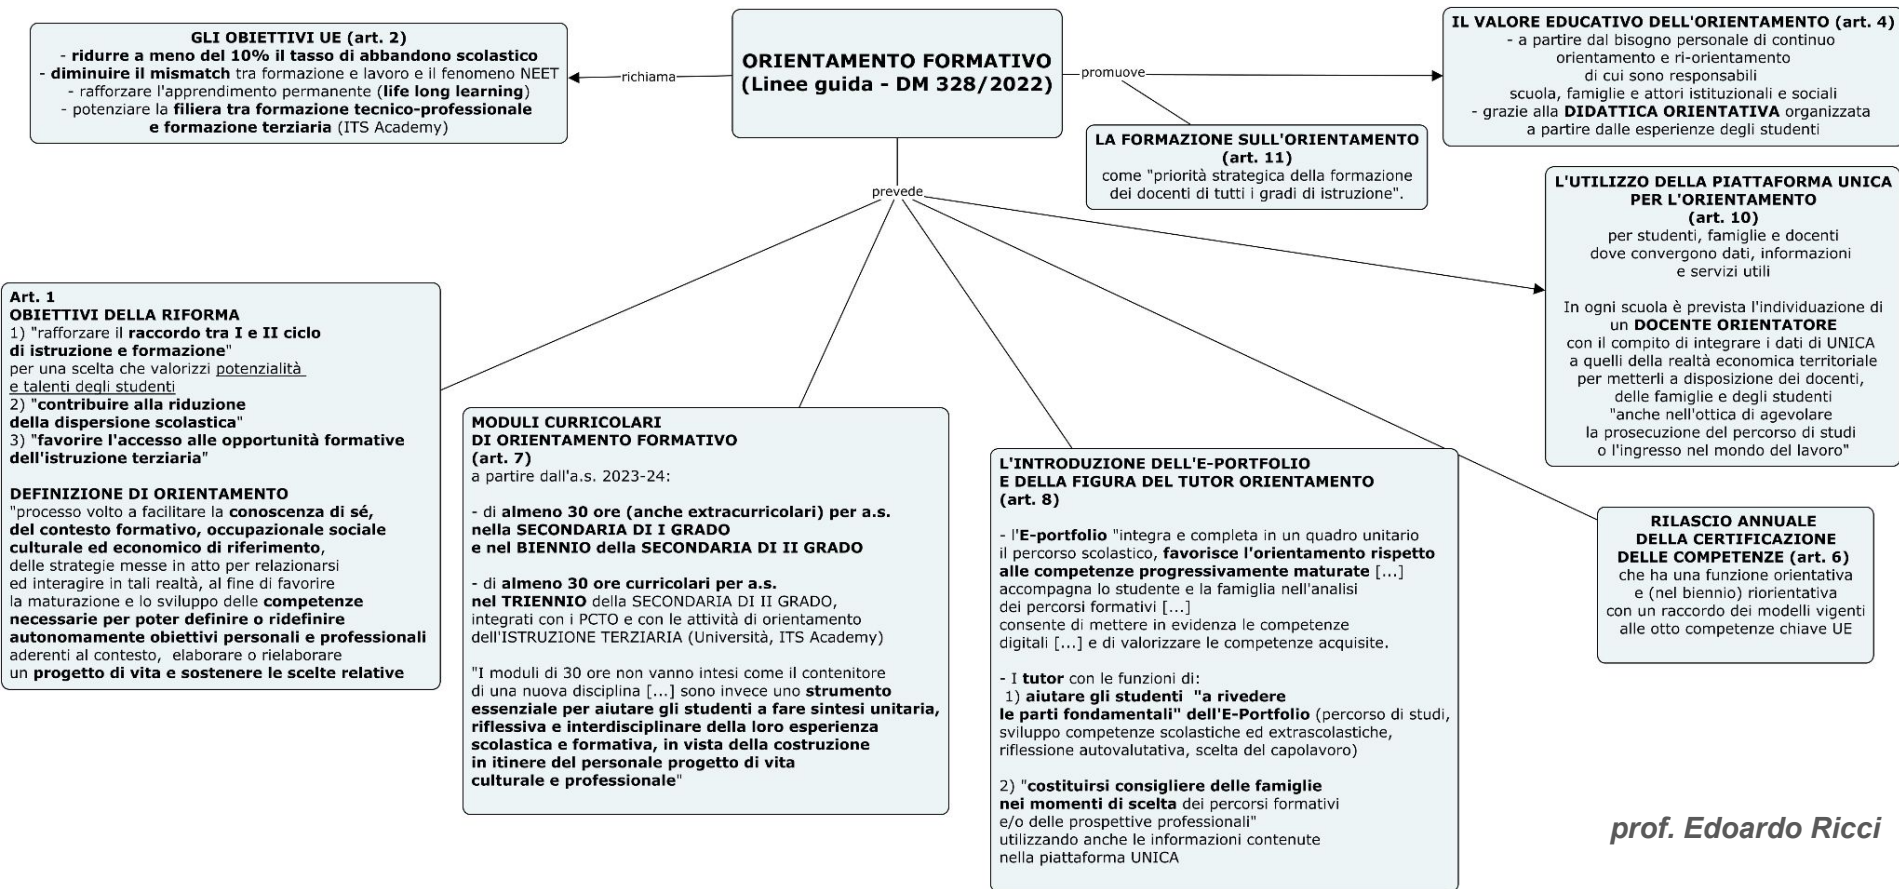 GLI OBIETTIVI UE (art. 2)
- ridurre a meno del 10% il tasso di abbandono scolastico
- diminuire il mismatch tra formazione e lavoro e il fenomeno NEET
- rafforzare l'apprendimento permanente (life long learning)
- potenziare la filiera tra formazione tecnico-professionale
e formazione terziaria (ITS Academy)
richiama
ORIENTAMENTO FORMATIVO
(Linee guida - DM 328/2022)
promuove
IL VALORE EDUCATIVO DELL'ORIENTAMENTO (art. 4)
- a partire dal bisogno personale di continuo
orientamento e ri-orientamento
di cui sono responsabili
scuola, famiglie e attori istituzionali e sociali
- grazie alla DIDATTICA ORIENTATIVA organizzata
a partire dalle esperienze degli studenti
LA FORMAZIONE SULL'ORIENTAMENTO
(art. 11)
come "priorità strategica della formazione
dei docenti di tutti i gradi di istruzione".
prevede
L'UTILIZZO DELLA PIATTAFORMA UNICA
PER L'ORIENTAMENTO
(art. 10)
per studenti, famiglie e docenti
dove convergono dati, informazioni
e servizi utili
In ogni scuola è prevista l'individuazione di
un DOCENTE ORIENTATORE
con il compito di integrare i dati di UNICA
a quelli della realtà economica territoriale
per metterli a disposizione dei docenti,
delle famiglie e degli studenti
"anche nell'ottica di agevolare
la prosecuzione del percorso di studi
o l'ingresso nel mondo del lavoro"
Art. 1
OBIETTIVI DELLA RIFORMA
1) "rafforzare il raccordo tra I e II ciclo
di istruzione e formazione"
per una scelta che valorizzi potenzialità
e talenti degli studenti
2) "contribuire alla riduzione
della dispersione scolastica"
3) "favorire l'accesso alle opportunità formative
dell'istruzione terziaria"
DEFINIZIONE DI ORIENTAMENTO
"processo volto a facilitare la conoscenza di sé,
del contesto formativo, occupazionale sociale
culturale ed economico di riferimento,
delle strategie messe in atto per relazionarsi
ed interagire in tali realtà, al fine di favorire
la maturazione e lo sviluppo delle competenze
necessarie per poter definire o ridefinire
autonomamente obiettivi personali e professionali
aderenti al contesto, elaborare o rielaborare
un progetto di vita e sostenere le scelte relative
MODULI CURRICOLARI
DI ORIENTAMENTO FORMATIVO
(art. 7)
a partire dall'a.s. 2023-24:
- di almeno 30 ore (anche extracurricolari) per a.s.
nella SECONDARIA DI I GRADO
e nel BIENNIO della SECONDARIA DI II GRADO
- di almeno 30 ore curricolari per a.s.
nel TRIENNIO della SECONDARIA DI II GRADO,
integrati con i PCTO e con le attività di orientamento
dell'ISTRUZIONE TERZIARIA (Università, ITS Academy)
"I moduli di 30 ore non vanno intesi come il contenitore
di una nuova disciplina [...] sono invece uno strumento
essenziale per aiutare gli studenti a fare sintesi unitaria,
riflessiva e interdisciplinare della loro esperienza
scolastica e formativa, in vista della costruzione
in itinere del personale progetto di vita
culturale e professionale"
L'INTRODUZIONE DELL'E-PORTFOLIO
E DELLA FIGURA DEL TUTOR ORIENTAMENTO
(art. 8)
- l'E-portfolio "integra e completa in un quadro unitario
il percorso scolastico, favorisce l'orientamento rispetto
alle competenze progressivamente maturate [...]
accompagna lo studente e la famiglia nell'analisi
dei percorsi formativi [...]
consente di mettere in evidenza le competenze
digitali [...] e di valorizzare le competenze acquisite.
- I tutor con le funzioni di:
1) aiutare gli studenti "a rivedere
le parti fondamentali" dell'E-Portfolio (percorso di studi,
sviluppo competenze scolastiche ed extrascolastiche,
riflessione autovalutativa, scelta del capolavoro)
2) "costituirsi consigliere delle famiglie
nei momenti di scelta dei percorsi formativi
e/o delle prospettive professionali"
utilizzando anche le informazioni contenute
nella piattaforma UNICA
RILASCIO ANNUALE
DELLA CERTIFICAZIONE
DELLE COMPETENZE (art. 6)
che ha una funzione orientativa
e (nel biennio) riorientativa
con un raccordo dei modelli vigenti
alle otto competenze chiave UE
prof. Edoardo Ricci